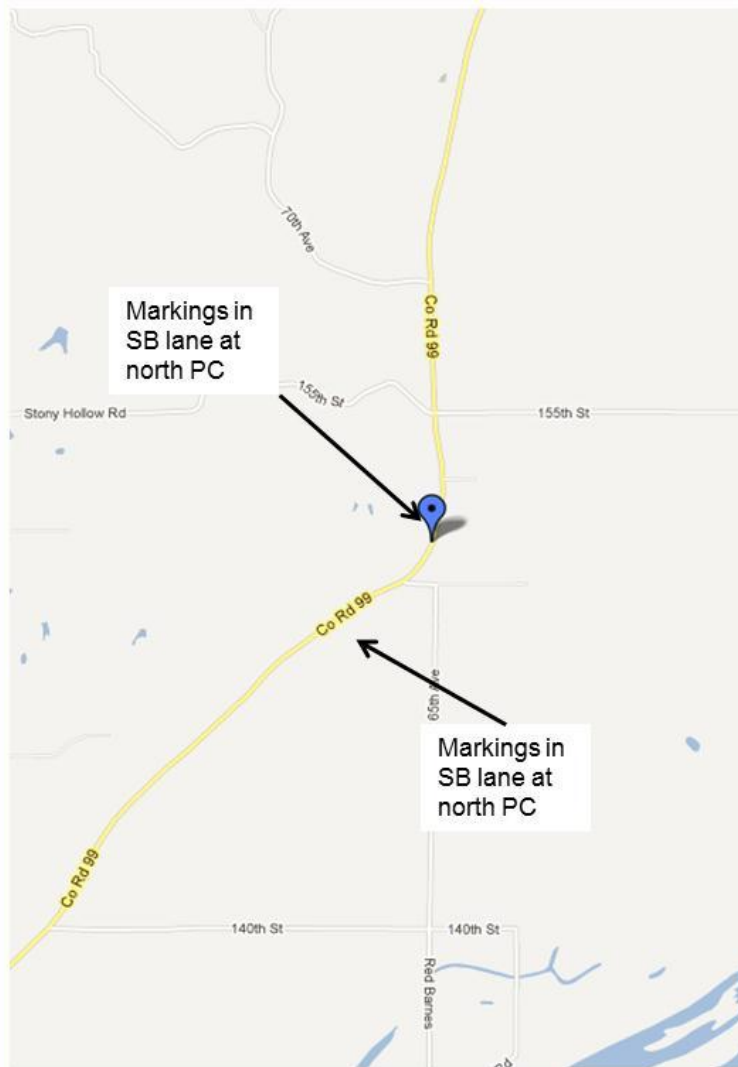 70th Ave
Co Rd 99
Markings in
SB lane at
north PC
155th St
Stony Hollow Rd
155th St
Co Rd 99
65th Ave
Markings in
SB lane at
north PC
Co Rd 99
140th St
140th St
Red Barnes
Rd